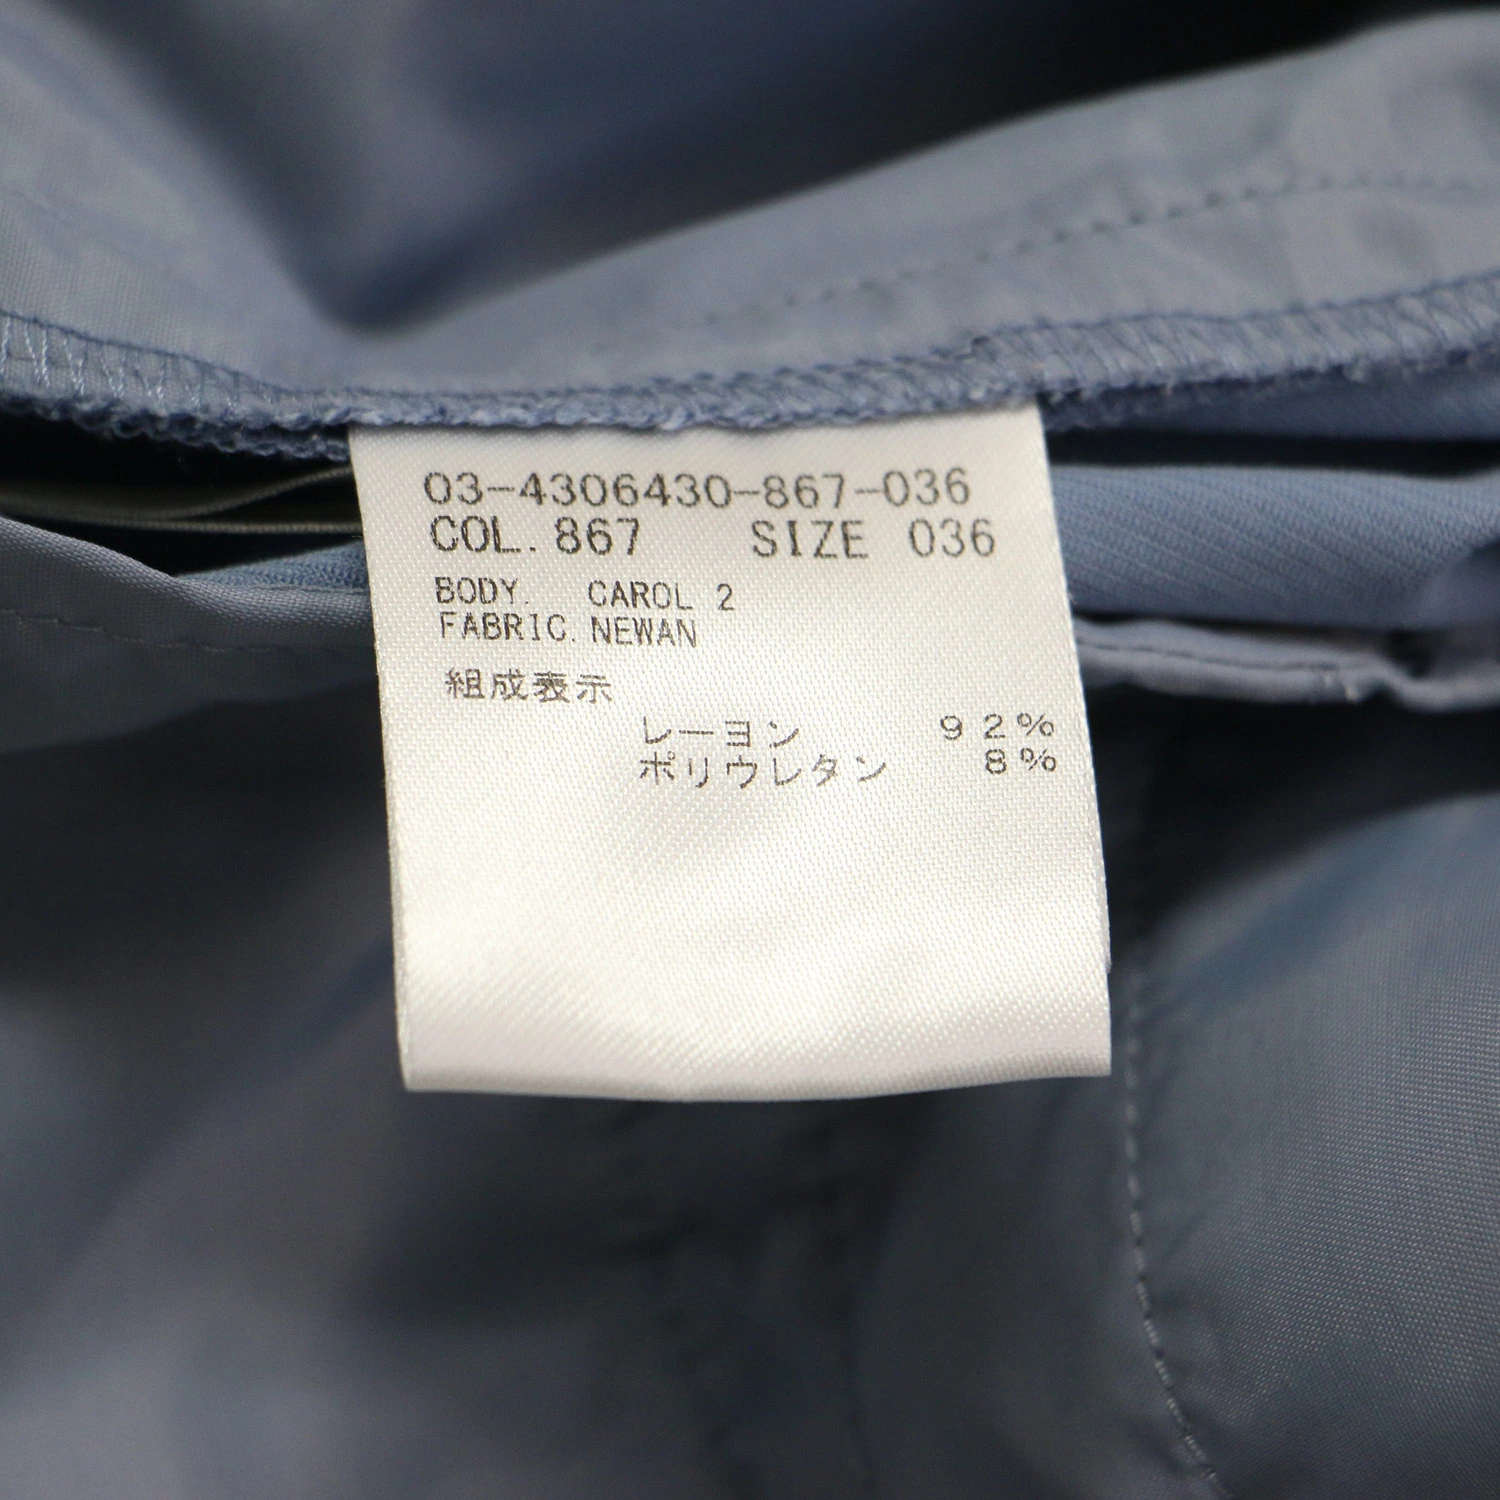 03-4306430-867-036
COL. 867 SIZE 036
BODY. CAROL 2
FABRIC. NEWAN
組成表示
レーヨン 92%
ポリウレタン 8%